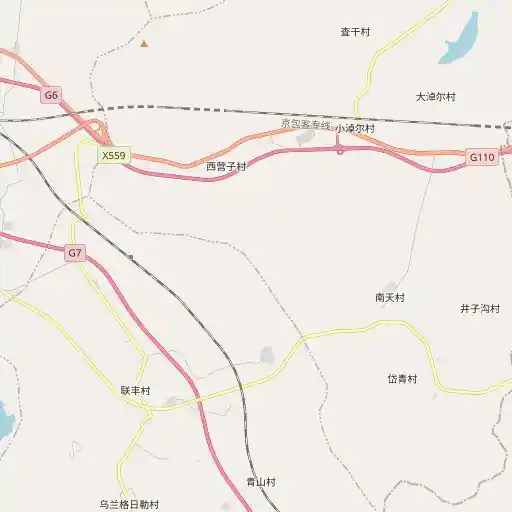 查干村
G6
大淖尔村
京包客专线
小淖尔村
X559
G110
西营子村
G7
南天村
井子沟村
岱青村
联丰村
青山村
乌兰格日勒村